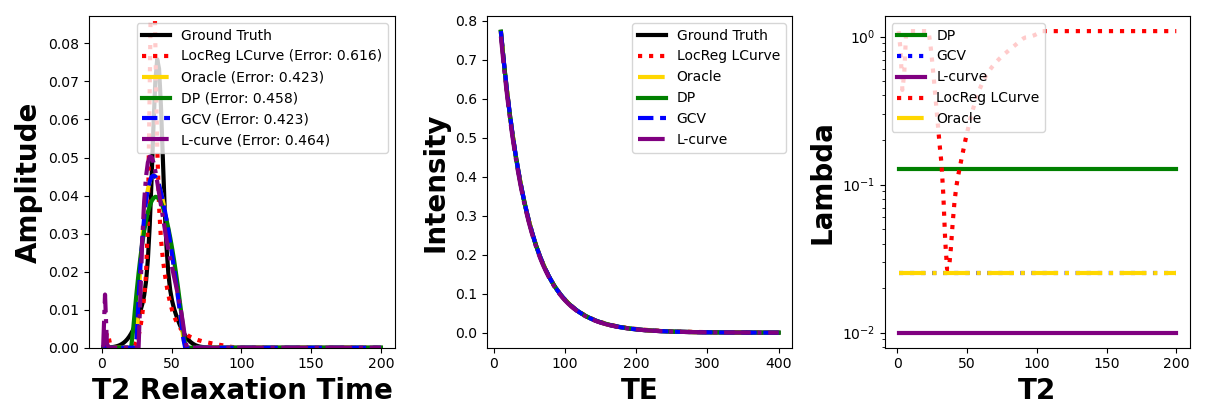 Amplitude
0.08
0.07
0.06
0.05
0.04
0.03
0.02
0.01
0.00
Ground Truth
LocReg LCurve (Error: 0.616)
Oracle (Error: 0.423)
DP (Error: 0.458)
GCV (Error: 0.423)
L-curve (Error: 0.464)
0 50 100 150 200
T2 Relaxation Time
Intensity
0.8
0.7
0.6
0.5
0.4
0.3
0.2
0.1
0.0
Ground Truth
LocReg LCurve
Oracle
DP
GCV
L-curve
0 100 200 300 400
TE
Lambda
10⁰
10⁻¹
10⁻²
DP
GCV
L-curve
LocReg LCurve
Oracle
0 50 100 150 200
T2